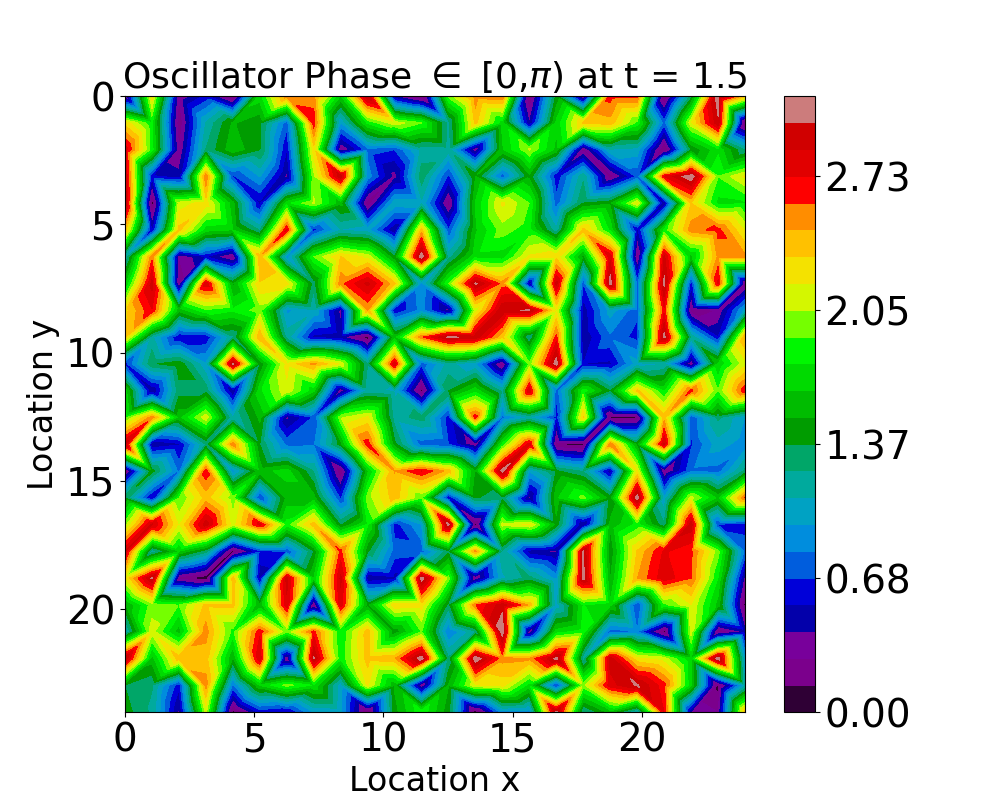 Oscillator Phase ∈ [0,π) at t = 1.5
0
5
10
15
20
Location y
0 5 10 15 20
Location x
2.73
2.05
1.37
0.68
0.00